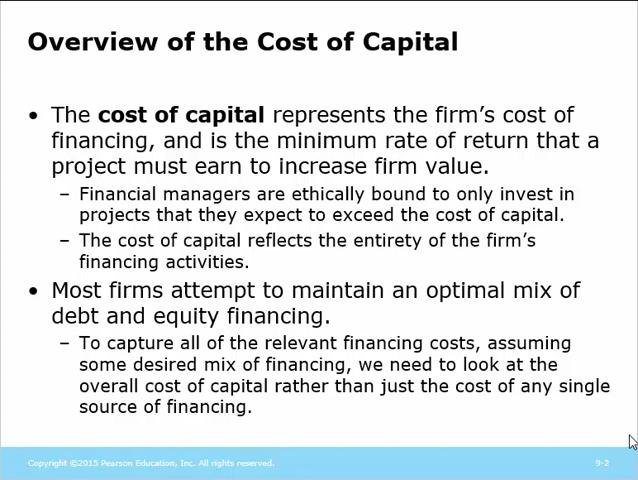 Overview of the Cost of Capital
• The cost of capital represents the firm's cost of
financing, and is the minimum rate of return that a
project must earn to increase firm value.
– Financial managers are ethically bound to only invest in
projects that they expect to exceed the cost of capital.
– The cost of capital reflects the entirety of the firm's
financing activities.
• Most firms attempt to maintain an optimal mix of
debt and equity financing.
– To capture all of the relevant financing costs, assuming
some desired mix of financing, we need to look at the
overall cost of capital rather than just the cost of any single
source of financing.
Copyright ©2015 Pearson Education, Inc. All rights reserved. 9-2